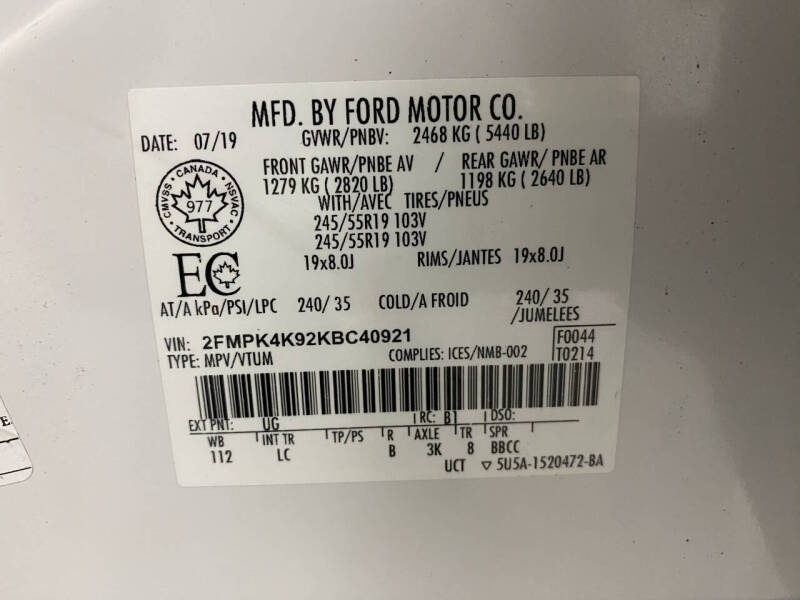 MFD. BY FORD MOTOR CO.
DATE: 07/19 GVWR/PNBV: 2468 KG ( 5440 LB)
FRONT GAWR/PNBE AV / REAR GAWR/ PNBE AR
1279 KG ( 2820 LB) 1198 KG ( 2640 LB)
WITH/AVEC TIRES/PNEUS
245/55R19 103V
245/55R19 103V
19x8.0J RIMS/JANTES 19x8.0J
CANADA
CMVSS NSVAC
977
TRANSPORT
EC
AT/A kPa/PSI/LPC 240/ 35 COLD/A FROID 240/ 35
/JUMELEES
VIN: 2FMPK4K92KBC40921 F0044
TYPE: MPV/VTUM COMPLIES: ICES/NMB-002 T0214
EXT PNT: UG RC: B1 DSO:
WB INT TR TP/PS R AXLE TR SPR
112 LC B 3K 8 BBCC
UCT ▽ 5U5A-1520472-BA
E